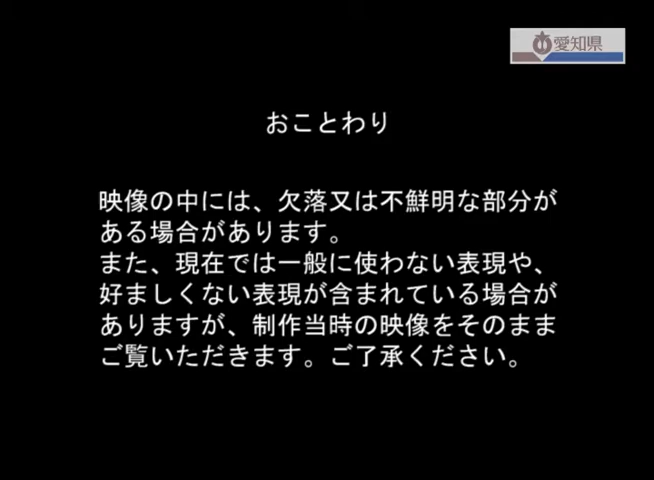 愛知県
おことわり
映像の中には、欠落又は不鮮明な部分が
ある場合があります。
また、現在では一般に使わない表現や、
好ましくない表現が含まれている場合が
ありますが、制作当時の映像をそのまま
ご覧いただきます。ご了承ください。